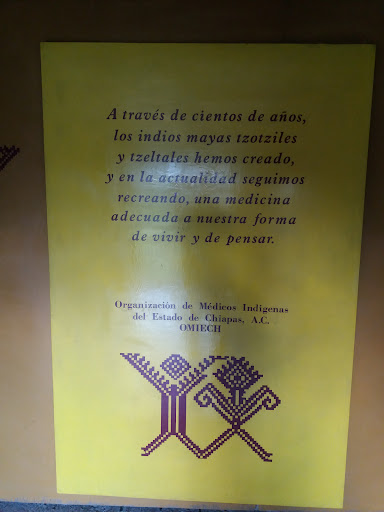 A través de cientos de años,
los indios mayas tzotziles
y tzeltales hemos creado,
y en la actualidad seguimos
recreando, una medicina
adecuada a nuestra forma
de vivir y de pensar.
Organización de Médicos Indígenas
del Estado de Chiapas, A.C.
OMIECH